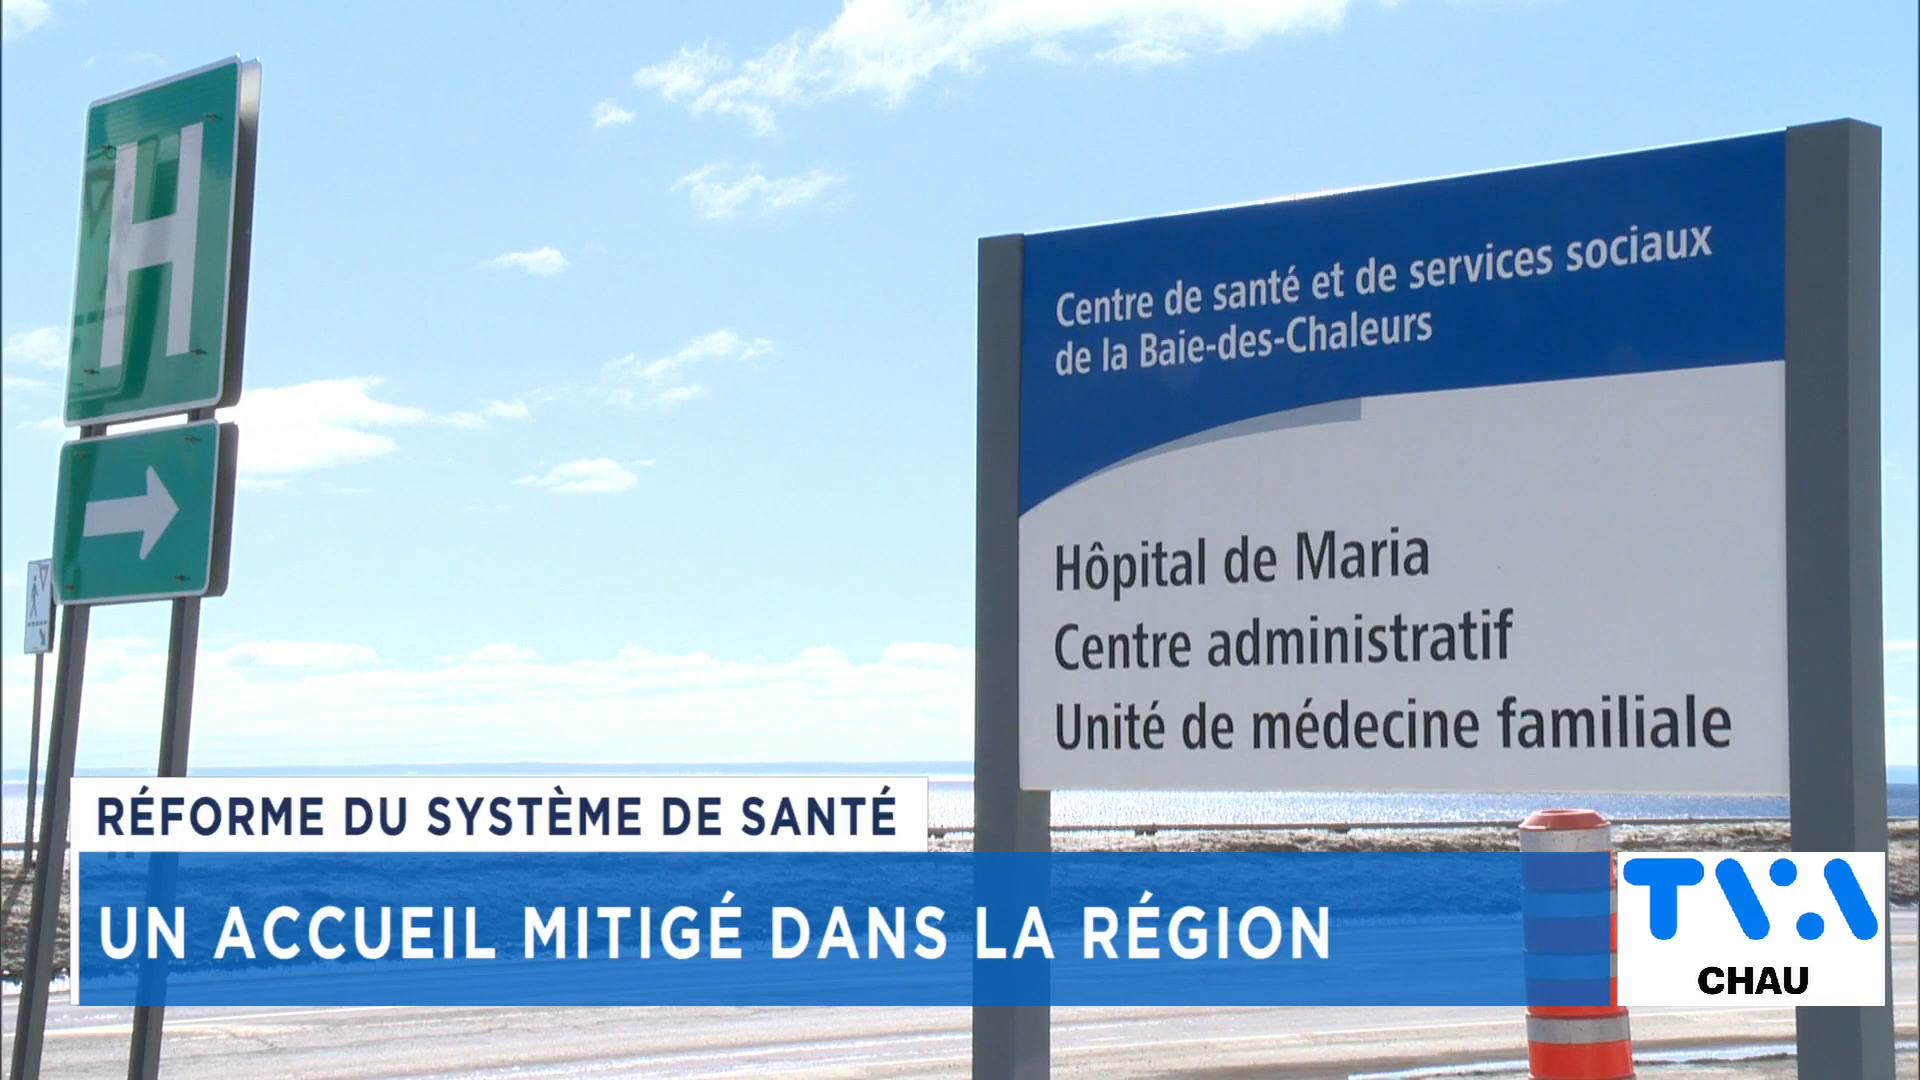 H
Centre de santé et de services sociaux
de la Baie-des-Chaleurs
Hôpital de Maria
Centre administratif
Unité de médecine familiale
RÉFORME DU SYSTÈME DE SANTÉ
UN ACCUEIL MITIGÉ DANS LA RÉGION
TVA
CHAU